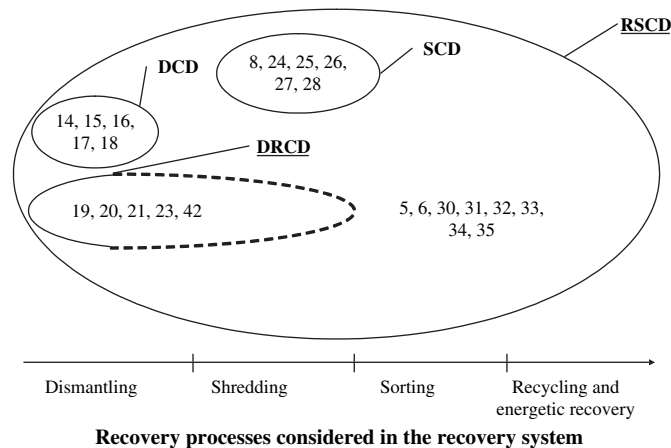 RSCD
SCD
8, 24, 25, 26,
27, 28
DCD
14, 15, 16,
17, 18
DRCD
19, 20, 21, 23, 42
5, 6, 30, 31, 32, 33,
34, 35
Dismantling
Shredding
Sorting
Recycling and
energetic recovery
Recovery processes considered in the recovery system